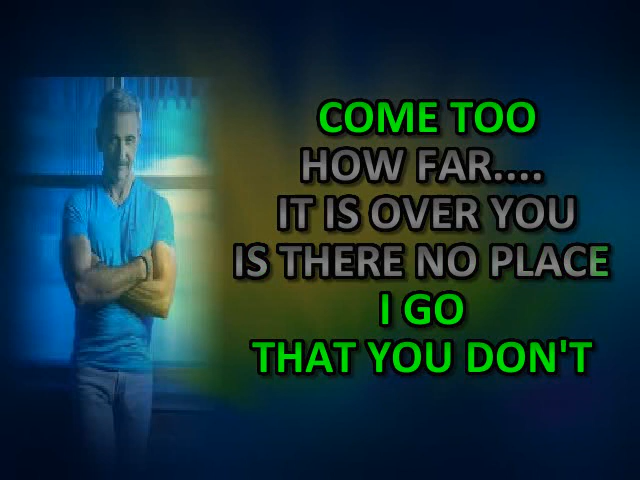 COME TOO
HOW FAR....
IT IS OVER YOU
IS THERE NO PLACE
I GO
THAT YOU DON'T